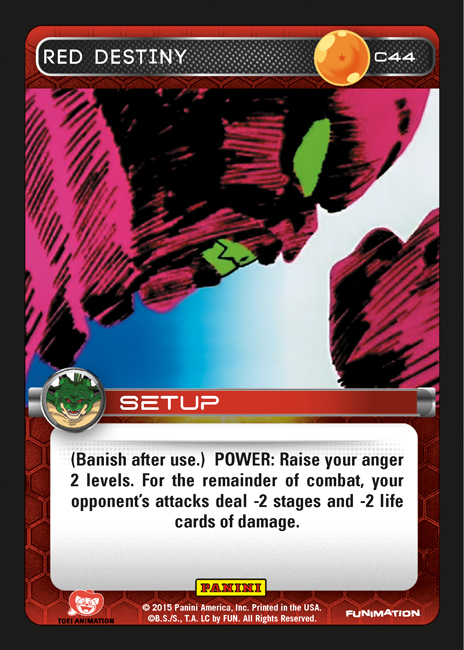 RED DESTINY
C44
SETUP
(Banish after use.) POWER: Raise your anger
2 levels. For the remainder of combat, your
opponent's attacks deal -2 stages and -2 life
cards of damage.
PANINI
TOEI ANIMATION
© 2015 Panini America, Inc. Printed in the USA.
©B.S./S., T.A. LC by FUN. All Rights Reserved.
FUNIMATION